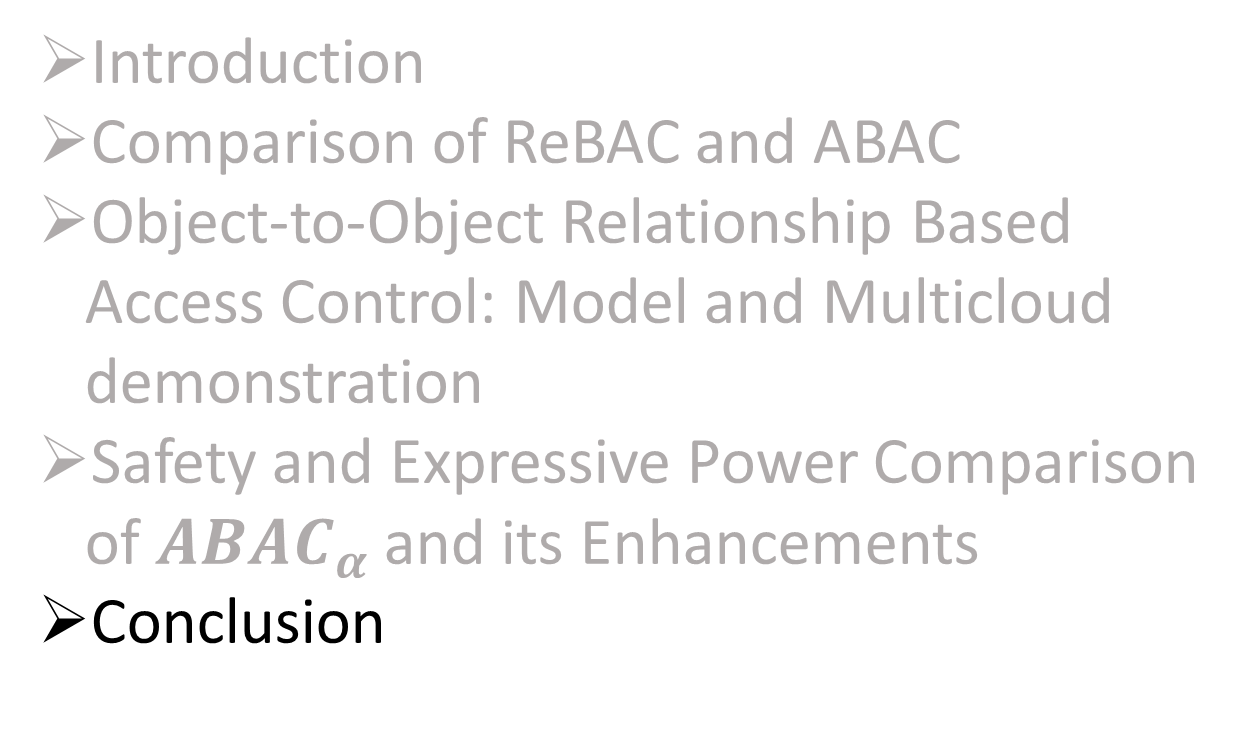 ➢Introduction
➢Comparison of ReBAC and ABAC
➢Object-to-Object Relationship Based
Access Control: Model and Multicloud
demonstration
➢Safety and Expressive Power Comparison
of 𝑨𝑩𝑨𝑪𝜶 and its Enhancements
➢Conclusion